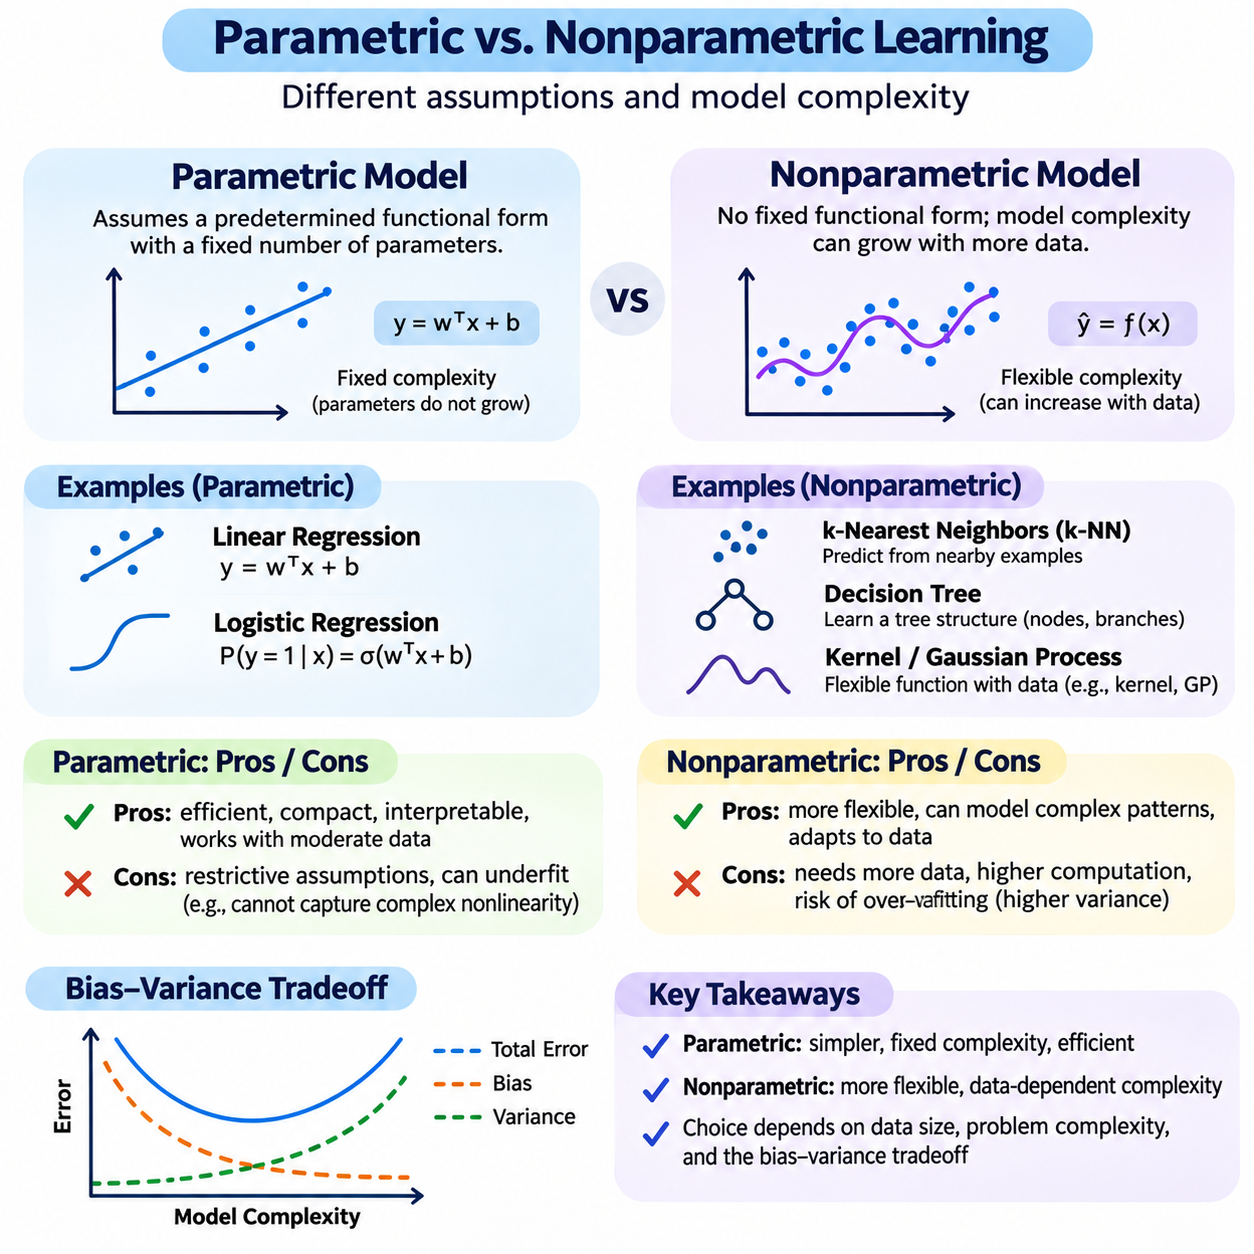 Parametric vs. Nonparametric Learning
Different assumptions and model complexity
Parametric Model
Assumes a predetermined functional form
with a fixed number of parameters.
y = wᵀx + b
Fixed complexity
(parameters do not grow)
VS
Nonparametric Model
No fixed functional form; model complexity
can grow with more data.
ŷ = f(x)
Flexible complexity
(can increase with data)
Examples (Parametric)
Linear Regression
y = wᵀx + b
Logistic Regression
P(y = 1 | x) = σ(wᵀx + b)
Examples (Nonparametric)
k-Nearest Neighbors (k-NN)
Predict from nearby examples
Decision Tree
Learn a tree structure (nodes, branches)
Kernel / Gaussian Process
Flexible function with data (e.g., kernel, GP)
Parametric: Pros / Cons
Pros: efficient, compact, interpretable,
works with moderate data
Cons: restrictive assumptions, can underfit
(e.g., cannot capture complex nonlinearity)
Nonparametric: Pros / Cons
Pros: more flexible, can model complex patterns,
adapts to data
Cons: needs more data, higher computation,
risk of over-vafitting (higher variance)
Bias–Variance Tradeoff
Error
Total Error
Bias
Variance
Model Complexity
Key Takeaways
Parametric: simpler, fixed complexity, efficient
Nonparametric: more flexible, data-dependent complexity
Choice depends on data size, problem complexity,
and the bias–variance tradeoff